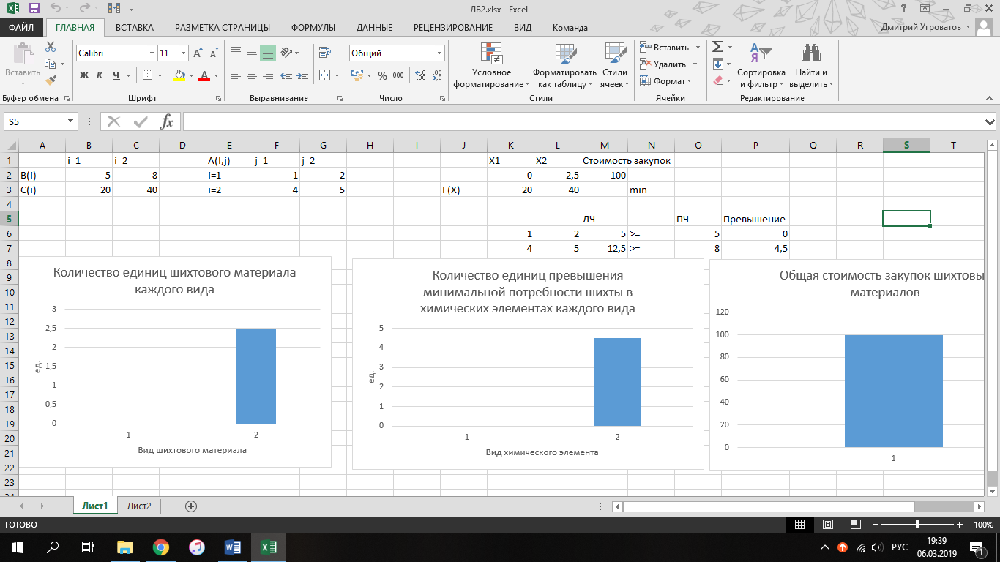 ЛБ2.xlsx - Excel
ФАЙЛ ГЛАВНАЯ ВСТАВКА РАЗМЕТКА СТРАНИЦЫ ФОРМУЛЫ ДАННЫЕ РЕЦЕНЗИРОВАНИЕ ВИД Команда Дмитрий Угроватов
Вставить
Буфер обмена
Calibri 11
Ж К Ч А
Шрифт
Выравнивание
Общий
% 000
Число
Условное форматирование
Форматировать как таблицу
Стили ячеек
Стили
Вставить
Удалить
Формат
Ячейки
Сортировка и фильтр
Найти и выделить
Редактирование
S5 fx
A B C D E F G H I J K L M N O P Q R S T
1 i=1 i=2 A(I,j) j=1 j=2 X1 X2 Стоимость закупок
2 B(i) 5 8 i=1 1 2 0 2,5 100
3 C(i) 20 40 i=2 4 5 F(X) 20 40 min
4
5 ЛЧ ПЧ Превышение
6 1 2 5 >= 5 0
7 4 5 12,5 >= 8 4,5
8
9
10
11
12
13
14
15
16
17
18
19
20
21
22
23
Количество единиц шихтового материала
каждого вида
3
2,5
2
1,5
1
0,5
0
ед.
1 2
Вид шихтового материала
Количество единиц превышения
минимальной потребности шихты в
химических элементах каждого вида
5
4
3
2
1
0
ед.
1 2
Вид химического элемента
Общая стоимость закупок шихтовы
материалов
120
100
80
60
40
20
0
1
Лист1 Лист2
ГОТОВО 100%
РУС
19:39
06.03.2019
1